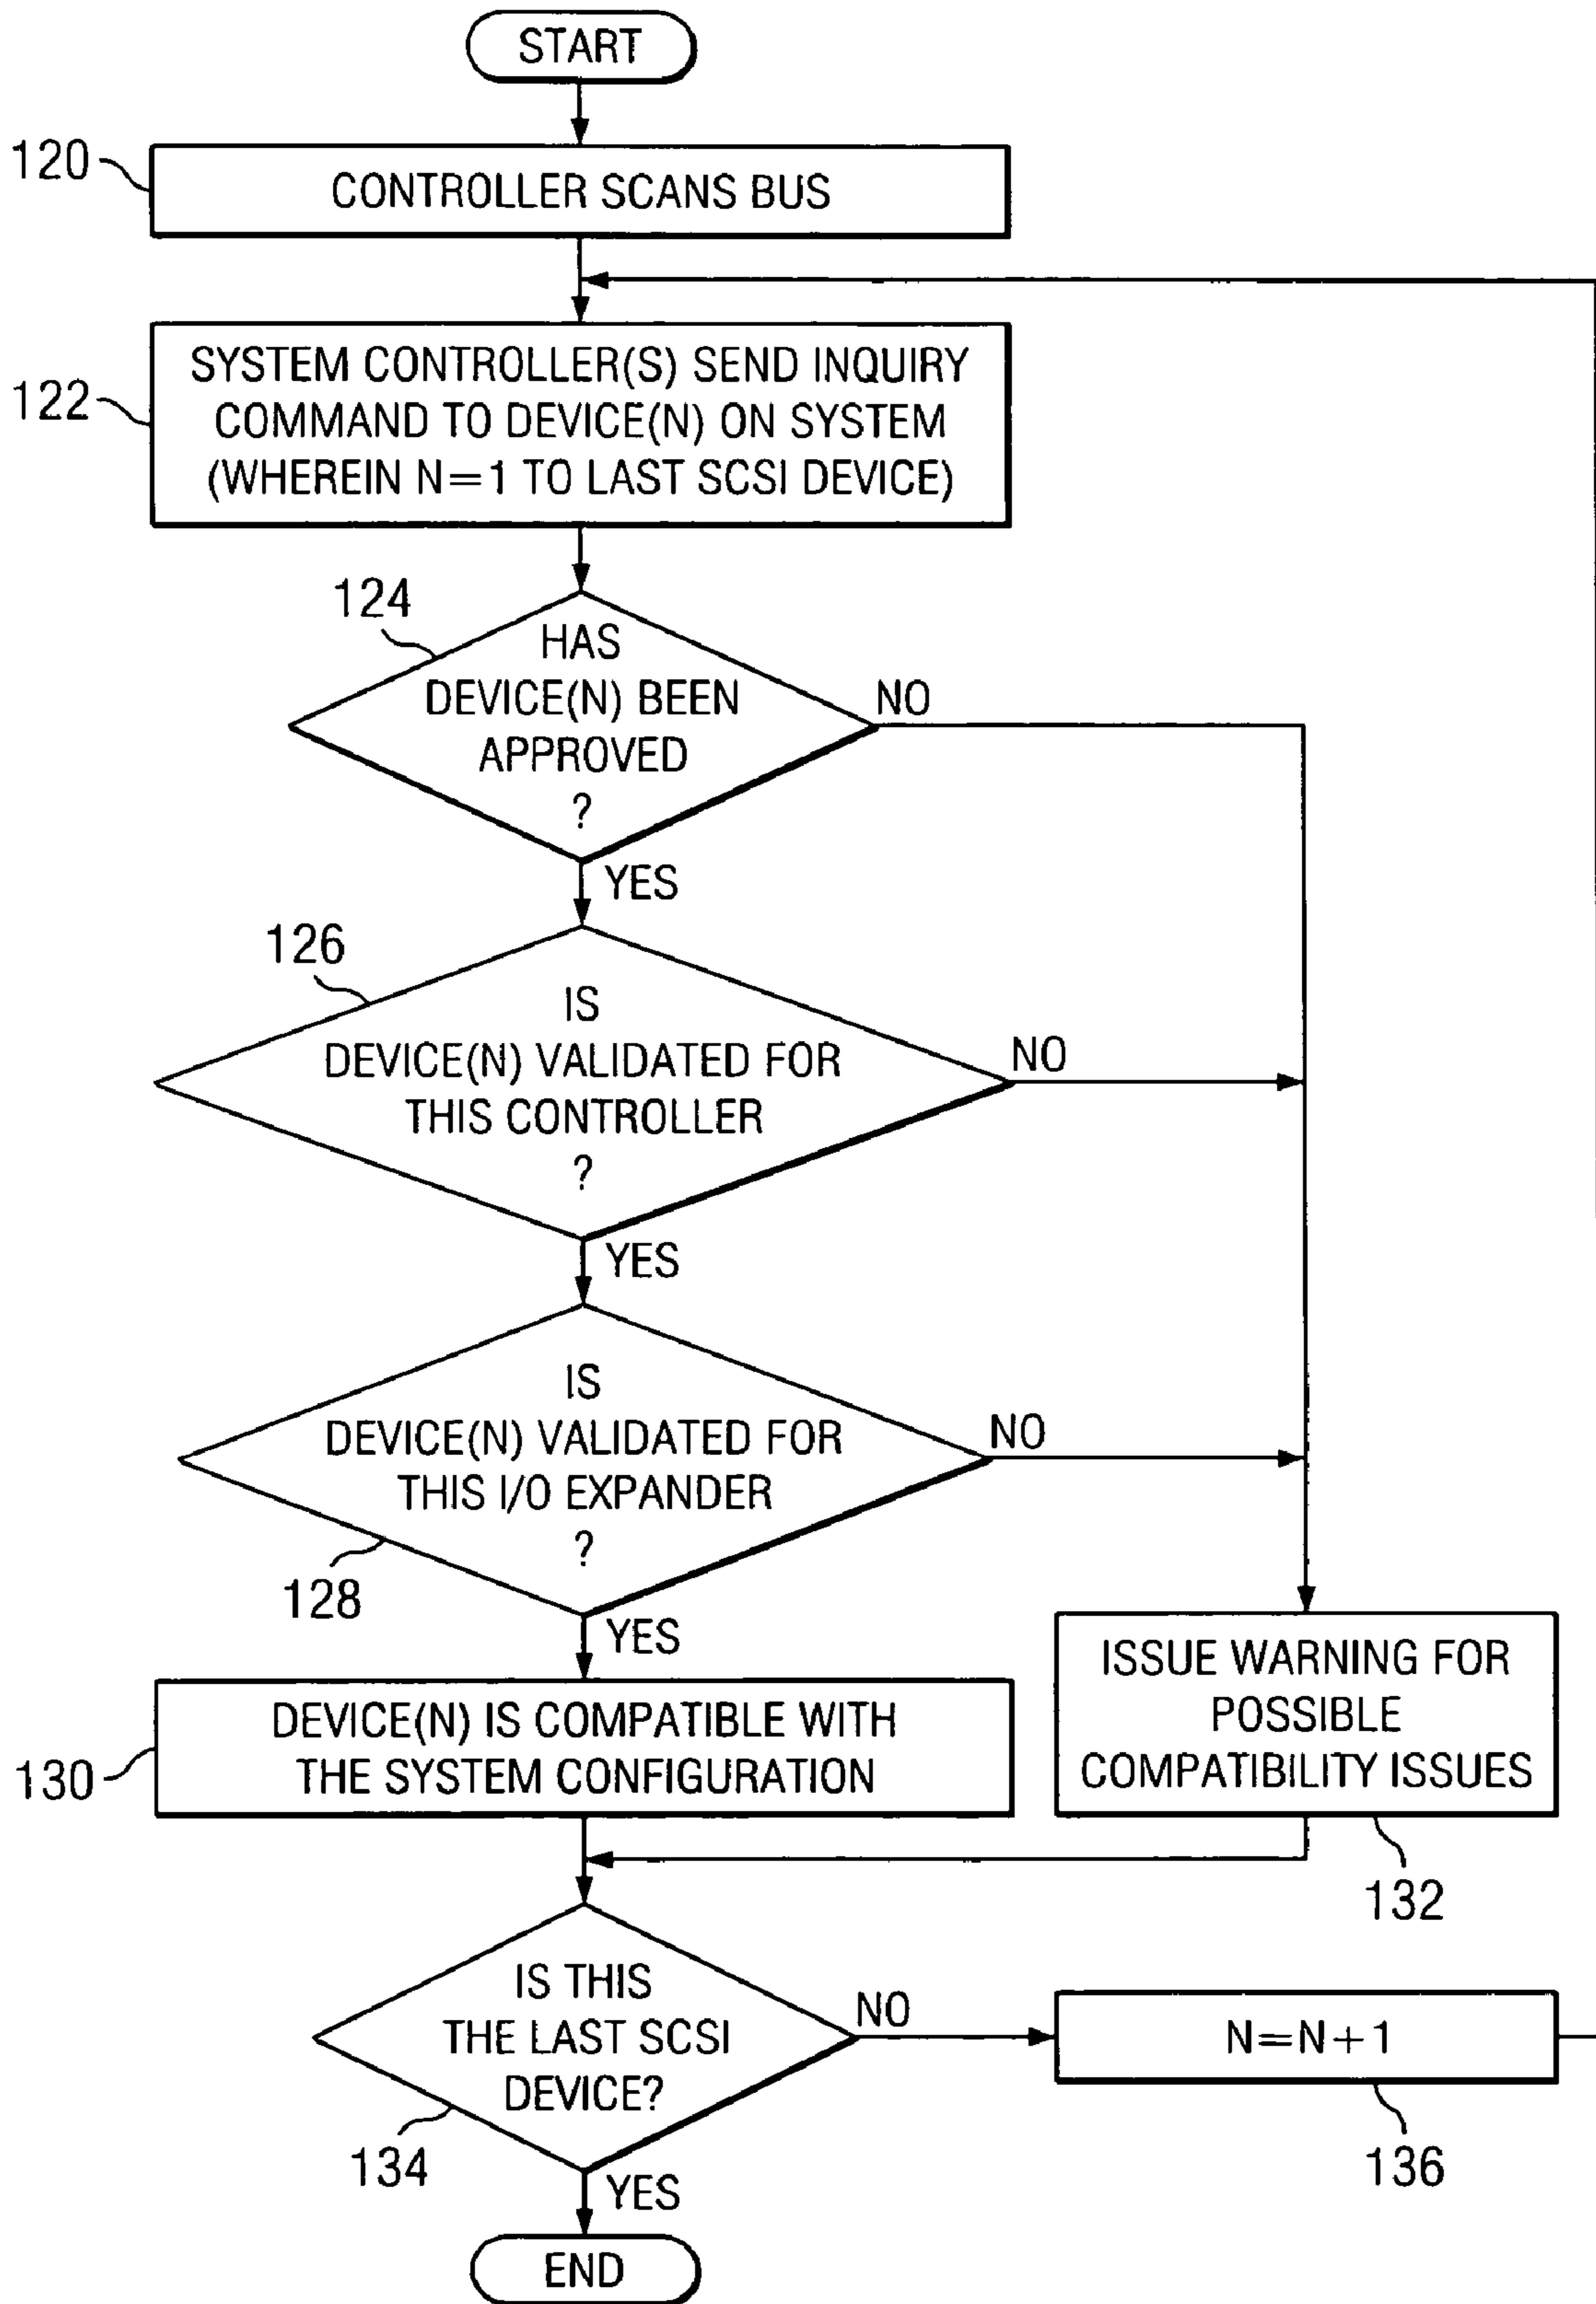 START
120
CONTROLLER SCANS BUS
122
SYSTEM CONTROLLER(S) SEND INQUIRY
COMMAND TO DEVICE(N) ON SYSTEM
(WHEREIN N=1 TO LAST SCSI DEVICE)
124
HAS
DEVICE(N) BEEN
APPROVED
?
NO
YES
126
IS
DEVICE(N) VALIDATED FOR
THIS CONTROLLER
?
NO
YES
IS
DEVICE(N) VALIDATED FOR
THIS I/O EXPANDER
?
NO
128
YES
130
DEVICE(N) IS COMPATIBLE WITH
THE SYSTEM CONFIGURATION
ISSUE WARNING FOR
POSSIBLE
COMPATIBILITY ISSUES
132
IS THIS
THE LAST SCSI
DEVICE?
NO
134
YES
N=N+1
136
END